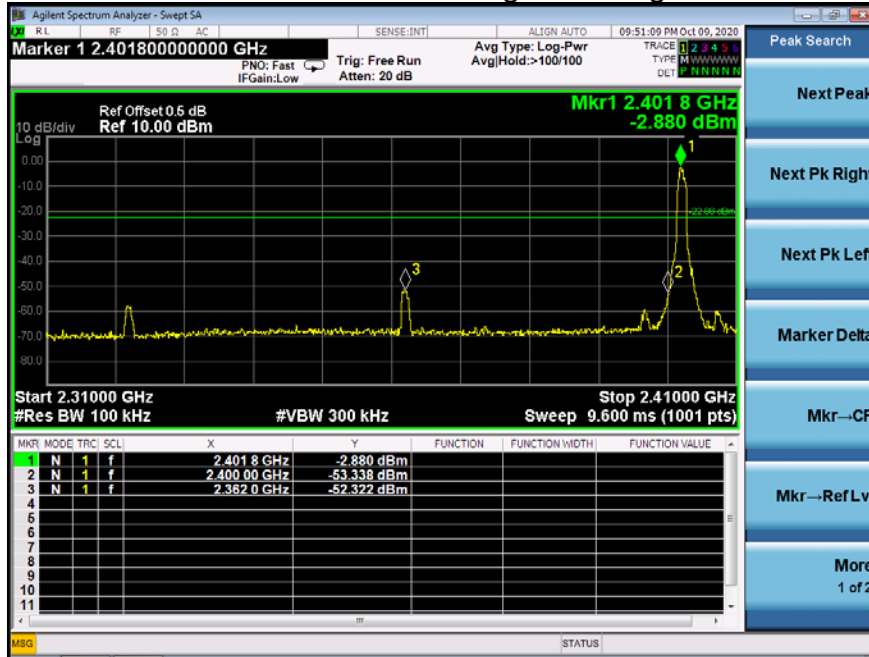 Agilent Spectrum Analyzer - Swept SA
RL RF 50 Ω AC SENSE:INT ALIGN AUTO 09:51:09 PM Oct 09, 2020
Marker 1 2.401800000000 GHz
PNO: Fast
IFGain:Low
Trig: Free Run
Atten: 20 dB
Avg Type: Log-Pwr
Avg|Hold:>100/100
TRACE 1 2 3 4 5 6
TYPE M WWWWW
DET P N N N N N
Peak Search
Next Peak
Next Pk Right
Next Pk Left
Marker Delta
Mkr→CF
Mkr→Ref Lv
More
1 of 2
Mkr1 2.401 8 GHz
-2.880 dBm
Ref Offset 0.5 dB
10 dB/div Ref 10.00 dBm
Log
0.00
-10.0
-20.0
-30.0
-40.0
-50.0
-60.0
-70.0
-80.0
1
-22.88 dBm
3
2
Start 2.31000 GHz Stop 2.41000 GHz
#Res BW 100 kHz #VBW 300 kHz Sweep 9.600 ms (1001 pts)
MKR MODE TRC SCL X Y FUNCTION FUNCTION WIDTH FUNCTION VALUE
1 N 1 f 2.401 8 GHz -2.880 dBm
2 N 1 f 2.400 00 GHz -53.338 dBm
3 N 1 f 2.362 0 GHz -52.322 dBm
4
5
6
7
8
9
10
11
MSG STATUS